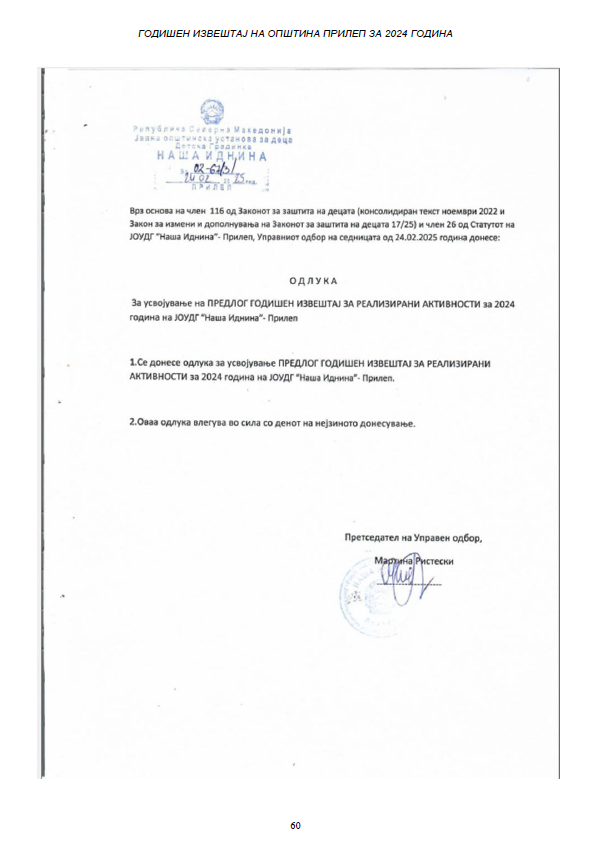 ГОДИШЕН ИЗВЕШТАЈ НА ОПШТИНА ПРИЛЕП ЗА 2024 ГОДИНА
Република Северна Македонија
Јавна општинска установа за деца
Детска Градинка
НАША ИДНИНА
02-67/3/
24.02 2025 год.
ПРИЛЕП
Врз основа на член 116 од Законот за заштита на децата (консолидиран текст ноември 2022 и
Закон за измени и дополнувања на Законот за заштита на децата 17/25) и член 26 од Статутот на
ЈОУДГ “Наша Иднина”- Прилеп, Управниот одбор на седницата од 24.02.2025 година донесе:
О Д Л У К А
За усвојување на ПРЕДЛОГ ГОДИШЕН ИЗВЕШТАЈ ЗА РЕАЛИЗИРАНИ АКТИВНОСТИ за 2024
година на ЈОУДГ “Наша Иднина”- Прилеп
1.Се донесе одлука за усвојување ПРЕДЛОГ ГОДИШЕН ИЗВЕШТАЈ ЗА РЕАЛИЗИРАНИ
АКТИВНОСТИ за 2024 година на ЈОУДГ “Наша Иднина”- Прилеп.
2.Оваа одлука влегува во сила со денот на нејзиното донесување.
Претседател на Управен одбор,
Мартина Ристески
60